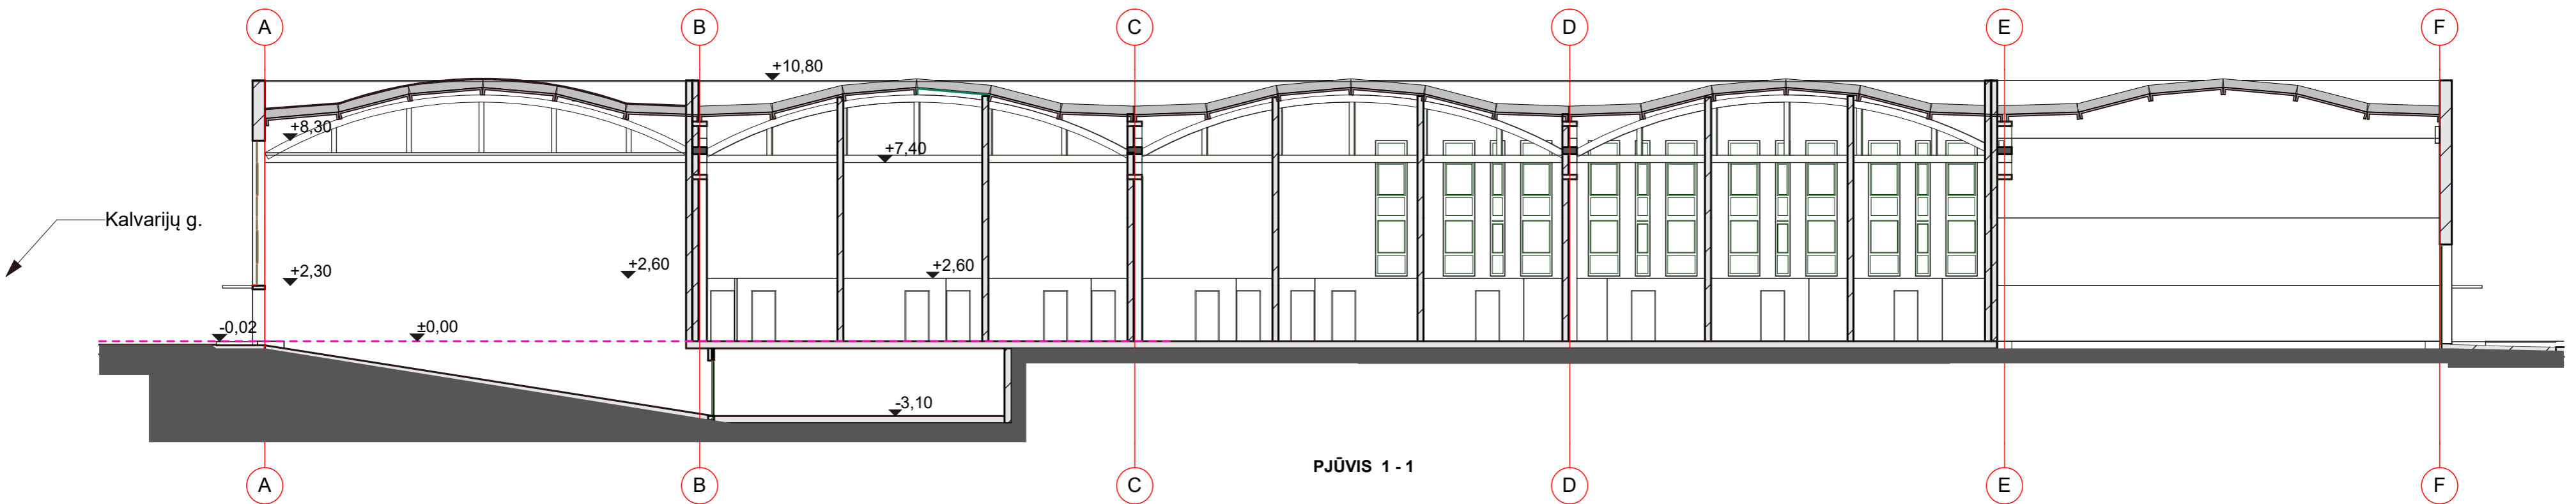 A B C D E F
+10,80
+8,30
+7,40
Kalvarijų g.
+2,30 +2,60 +2,60
-0,02 ±0,00
-3,10
PJŪVIS 1 - 1
A B C D E F